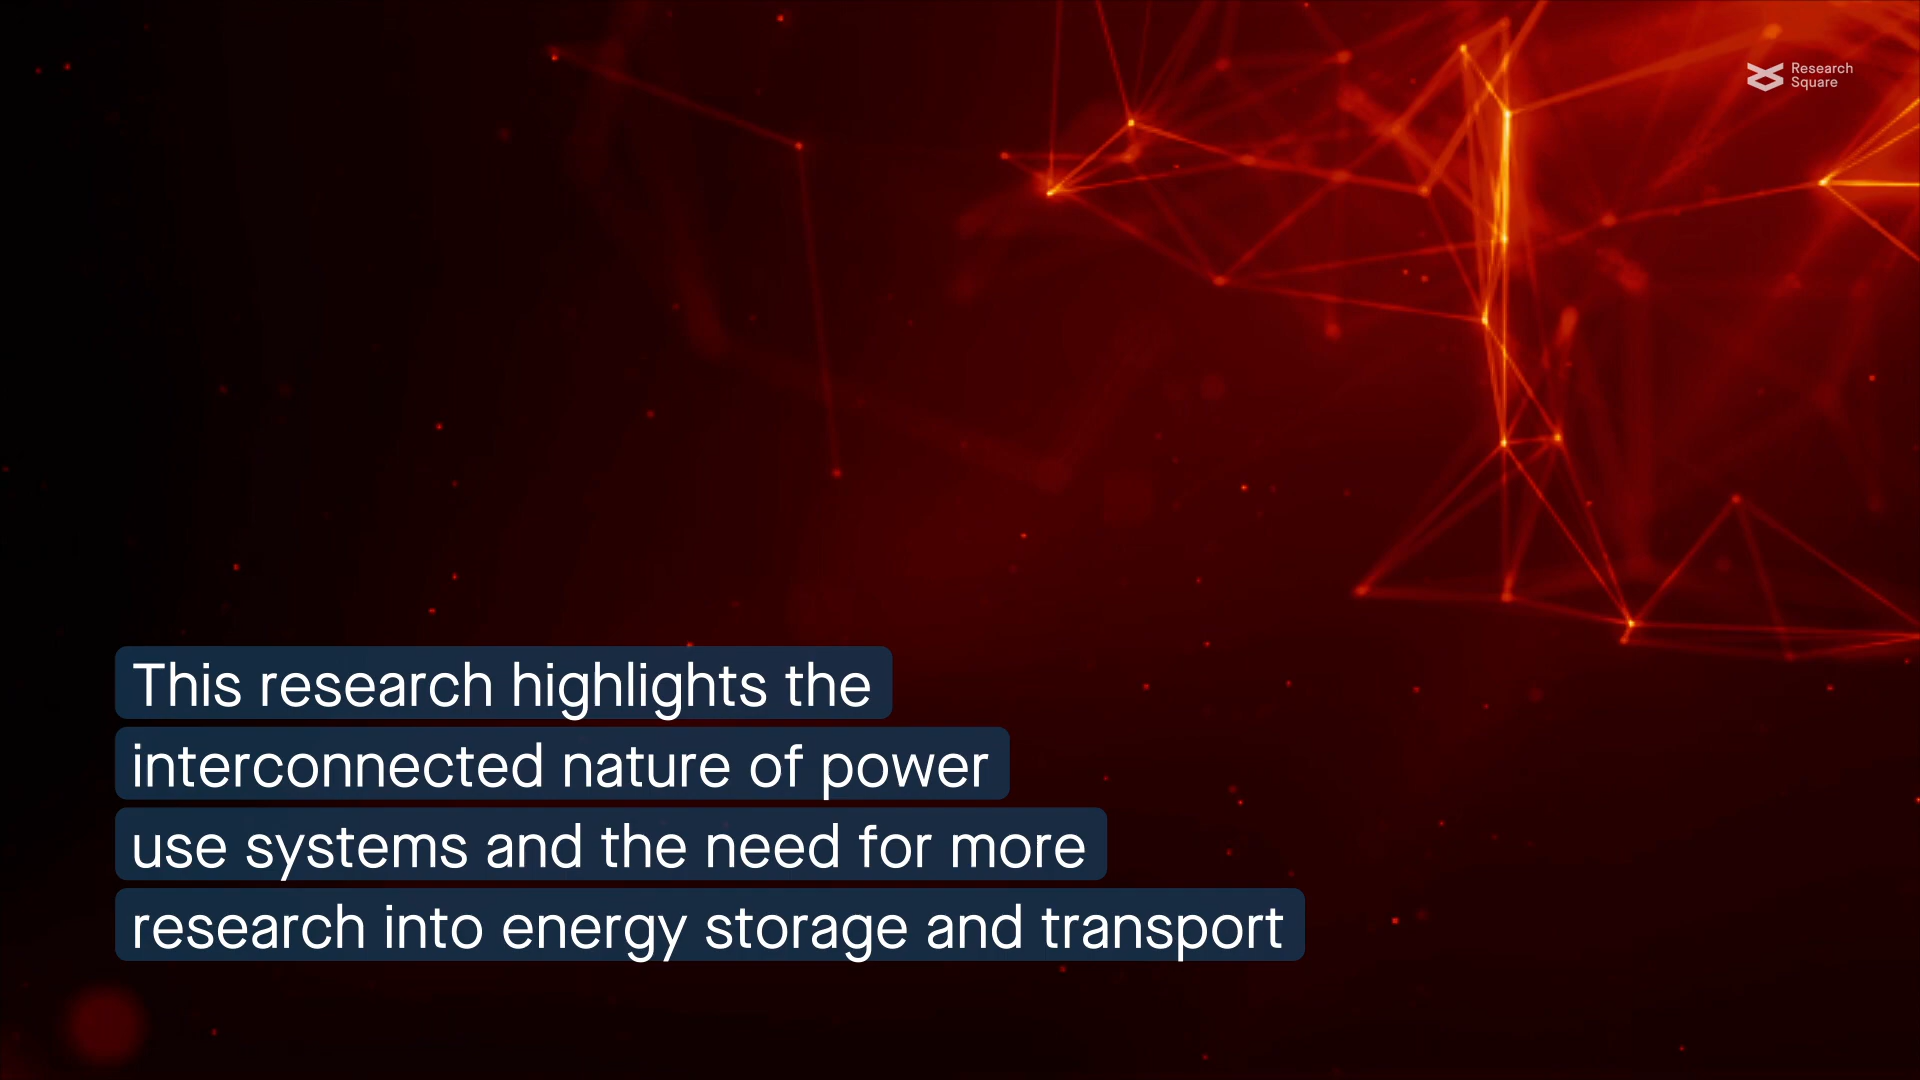 Research
Square
This research highlights the
interconnected nature of power
use systems and the need for more
research into energy storage and transport